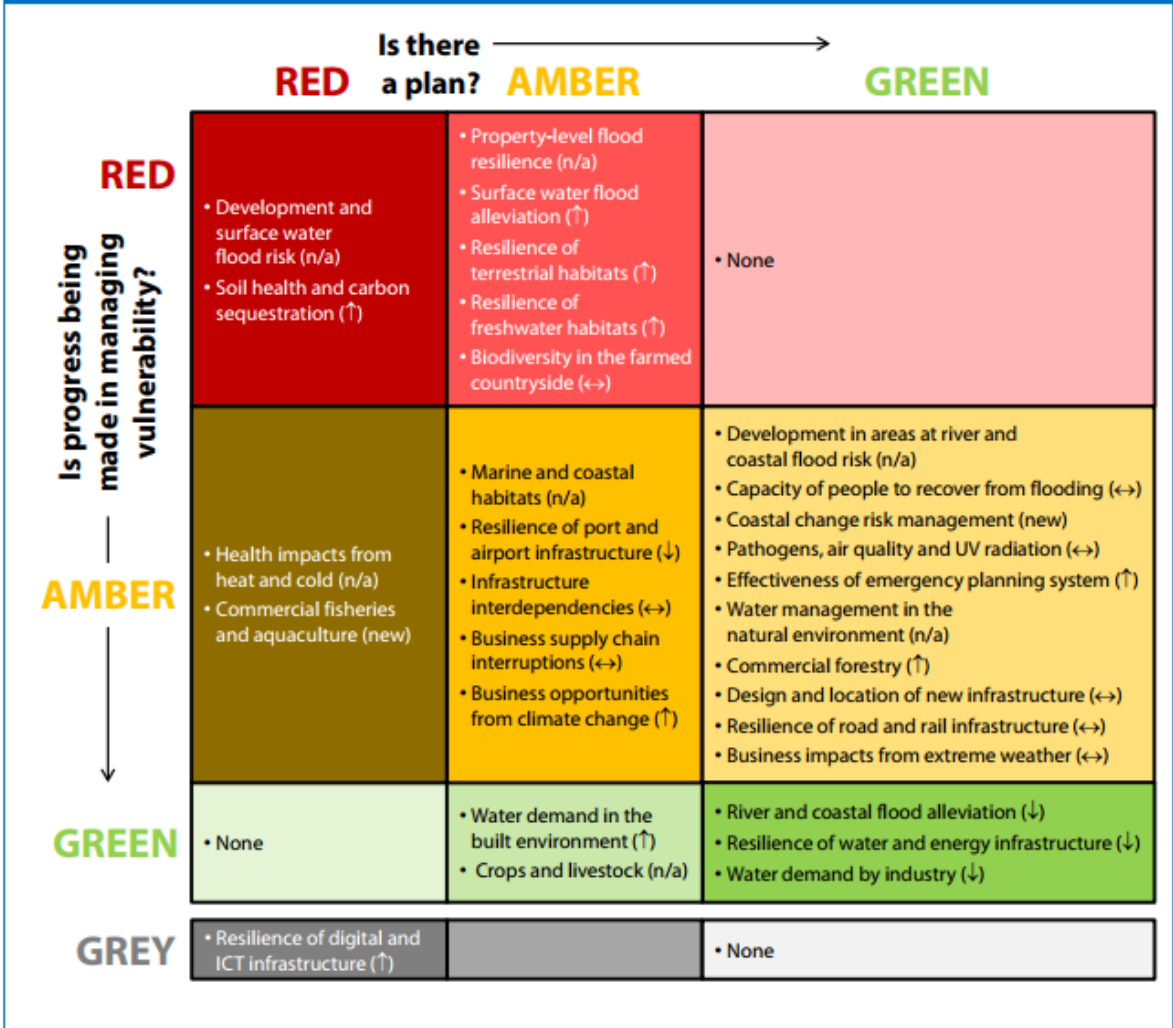 Is there
a plan?
RED
AMBER
GREEN
Is progress being
made in managing
vulnerability?
RED
• Development and
surface water
flood risk (n/a)
• Soil health and carbon
sequestration (↑)
• Property-level flood
resilience (n/a)
• Surface water flood
alleviation (↑)
• Resilience of
terrestrial habitats (↑)
• Resilience of
freshwater habitats (↑)
• Biodiversity in the farmed
countryside (↔)
• None
AMBER
• Health impacts from
heat and cold (n/a)
• Commercial fisheries
and aquaculture (new)
• Marine and coastal
habitats (n/a)
• Resilience of port and
airport infrastructure (↓)
• Infrastructure
interdependencies (↔)
• Business supply chain
interruptions (↔)
• Business opportunities
from climate change (↑)
• Development in areas at river and
coastal flood risk (n/a)
• Capacity of people to recover from flooding (↔)
• Coastal change risk management (new)
• Pathogens, air quality and UV radiation (↔)
• Effectiveness of emergency planning system (↑)
• Water management in the
natural environment (n/a)
• Commercial forestry (↑)
• Design and location of new infrastructure (↔)
• Resilience of road and rail infrastructure (↔)
• Business impacts from extreme weather (↔)
GREEN
• None
• Water demand in the
built environment (↑)
• Crops and livestock (n/a)
• River and coastal flood alleviation (↓)
• Resilience of water and energy infrastructure (↓)
• Water demand by industry (↓)
GREY
• Resilience of digital and
ICT infrastructure (↑)
• None